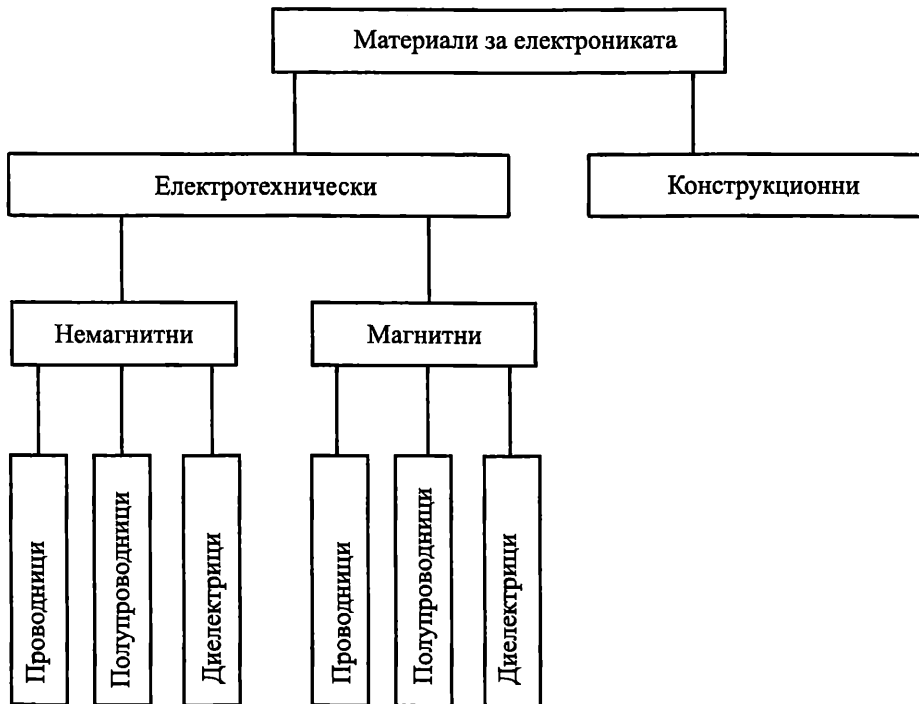 Материали за електрониката
Електротехнически
Конструкционни
Немагнитни
Магнитни
Проводници
Полупроводници
Диелектрици
Проводници
Полупроводници
Диелектрици